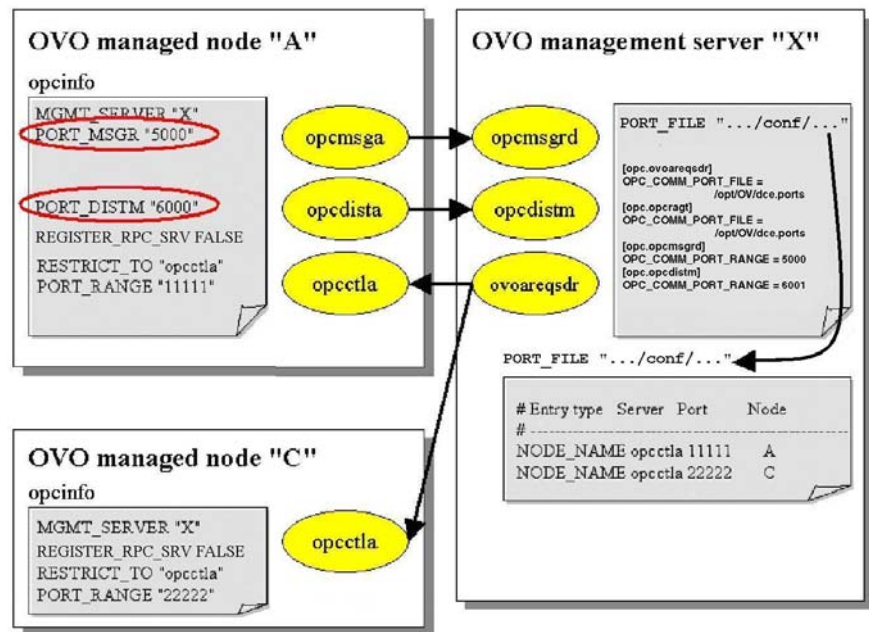 OVO managed node "A"
opcinfo
MGMT_SERVER "X"
PORT_MSGR "5000"
PORT_DISTM "6000"
REGISTER_RPC_SRV FALSE
RESTRICT_TO "opcctla"
PORT_RANGE "11111"
opcmsga
opcdista
opcctla
OVO management server "X"
opcmsgrd
opcdistm
ovoareqsdr
PORT_FILE ".../conf/..."
[opc.ovoareqsdr]
OPC_COMM_PORT_FILE =
/opt/OV/dce.ports
[opc.opcragt]
OPC_COMM_PORT_FILE =
/opt/OV/dce.ports
[opc.opcmsgrd]
OPC_COMM_PORT_RANGE = 5000
[opc.opcdistm]
OPC_COMM_PORT_RANGE = 6001
PORT_FILE ".../conf/..."
# Entry type Server Port Node
# ------------------------------------------------
NODE_NAME opcctla 11111 A
NODE_NAME opcctla 22222 C
OVO managed node "C"
opcinfo
MGMT_SERVER "X"
REGISTER_RPC_SRV FALSE
RESTRICT_TO "opcctla"
PORT_RANGE "22222"
opcctla